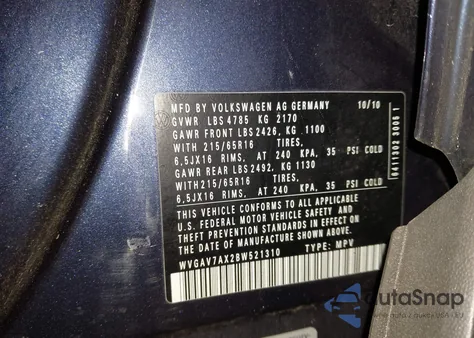 MFD BY VOLKSWAGEN AG GERMANY 10/10
GVWR LBS 4785 KG 2170
GAWR FRONT LBS 2426, KG 1100
WITH 215/65R16 TIRES,
6,5JX16 RIMS, AT 240 KPA, 35 PSI COLD
GAWR REAR LBS 2492, KG 1130
WITH 215/65R16 TIRES,
6,5JX16 RIMS, AT 240 KPA, 35 PSI COLD
THIS VEHICLE CONFORMS TO ALL APPLICABLE
U.S. FEDERAL MOTOR VEHICLE SAFETY AND
THEFT PREVENTION STANDARDS IN EFFECT ON
THE DATE OF MANUFACTURE SHOWN ABOVE.
WVGAV7AX2BW521310 TYPE: MPV
AutaSnap